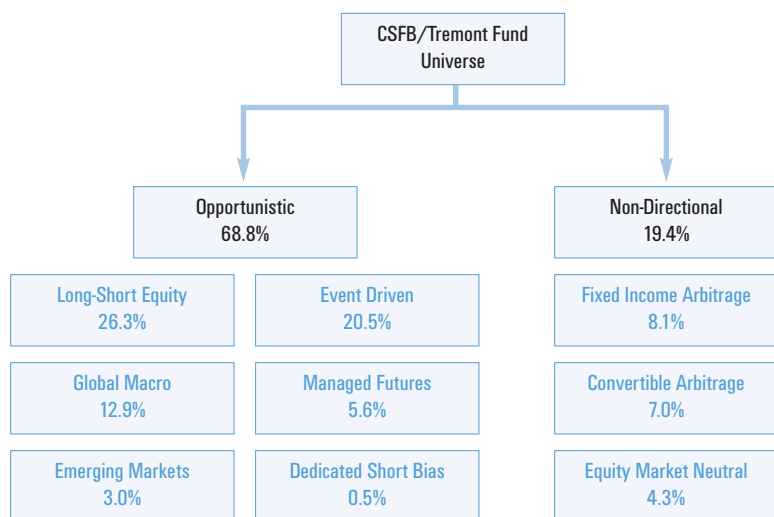 CSFB/Tremont Fund
Universe
Opportunistic
68.8%
Non-Directional
19.4%
Long-Short Equity
26.3%
Event Driven
20.5%
Fixed Income Arbitrage
8.1%
Global Macro
12.9%
Managed Futures
5.6%
Convertible Arbitrage
7.0%
Emerging Markets
3.0%
Dedicated Short Bias
0.5%
Equity Market Neutral
4.3%